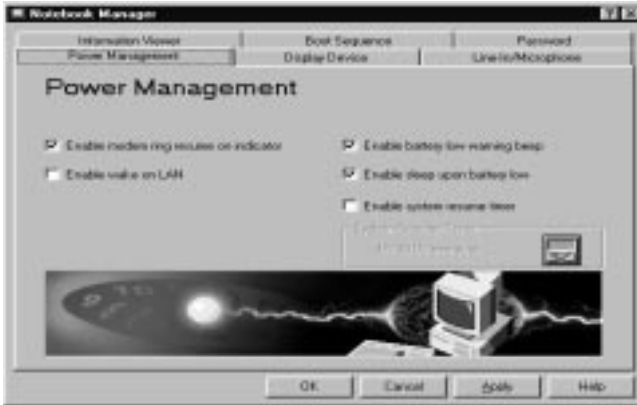 Notebook Manager
Information Viewer
Boot Sequence
Password
Power Management
Display Device
Line-In/Microphone
Power Management
Enable modem ring resume on indicator
Enable battery low warning beep
Enable wake on LAN
Enable sleep upon battery low
Enable system resume timer
OK
Cancel
Apply
Help